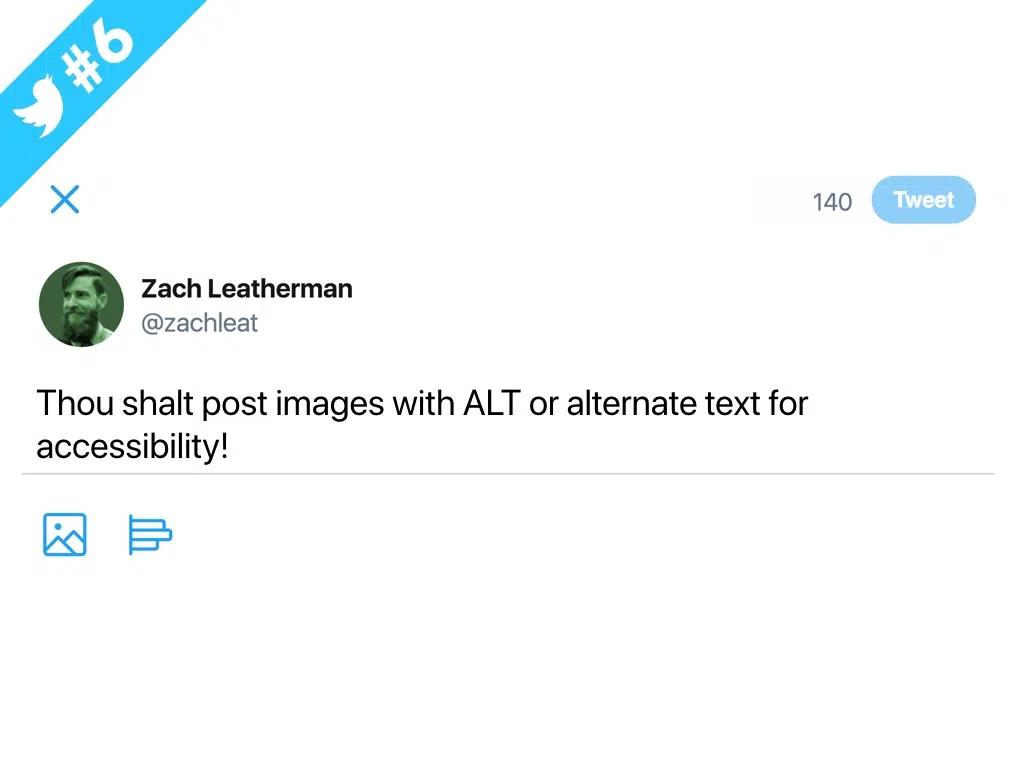 #6
140 Tweet
Zach Leatherman
@zachleat
Thou shalt post images with ALT or alternate text for
accessibility!